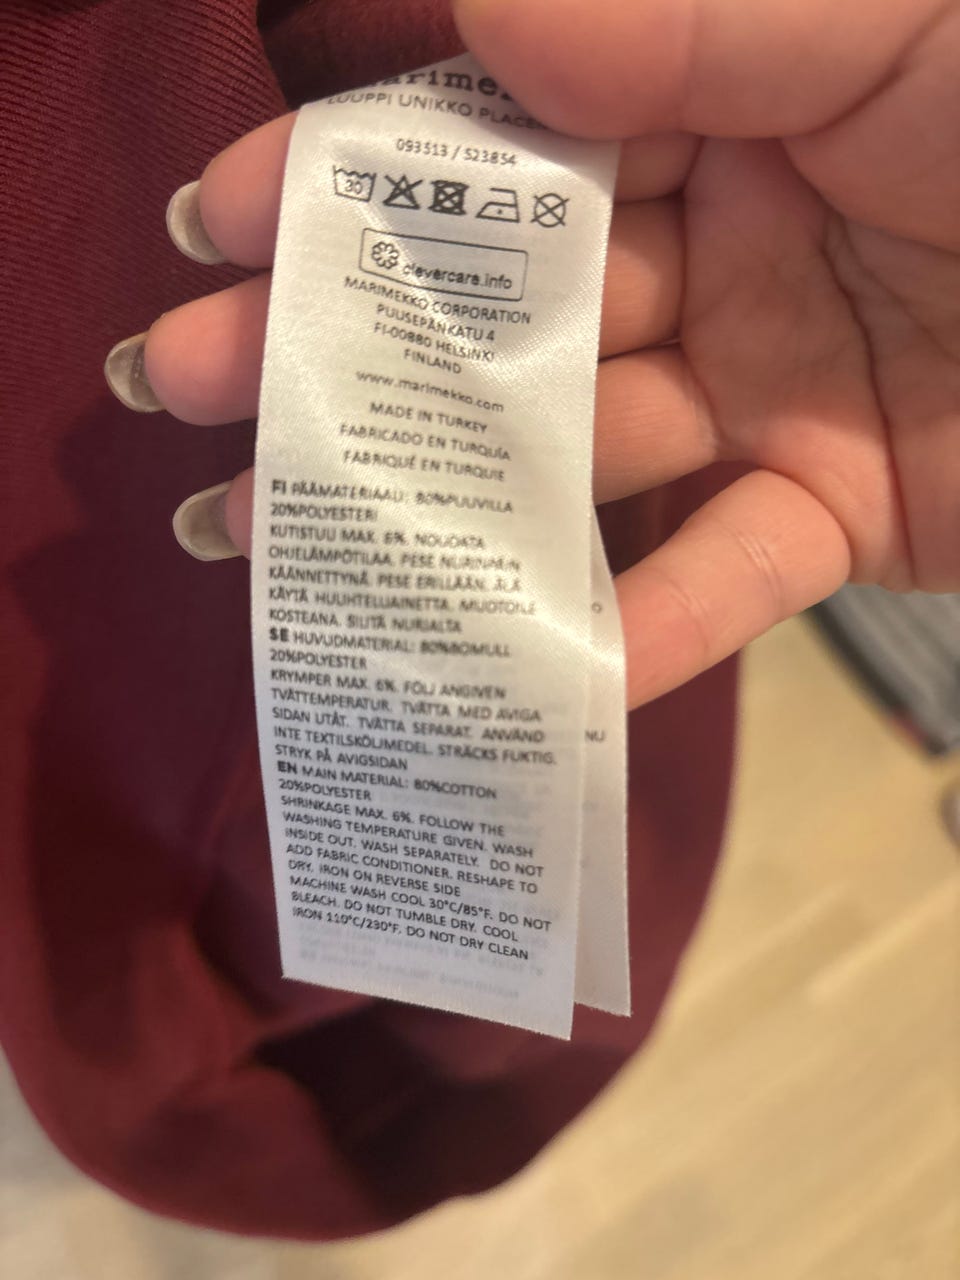 LOUPPI UNIKKO
093513 / 523854
30
clevercare.info
MARIMEKKO CORPORATION
PUUSEPÄNKATU 4
FI-00880 HELSINKI
FINLAND
www.marimekko.com
MADE IN TURKEY
FABRICADO EN TURQUÍA
FABRIQUÉ EN TURQUIE
FI PÄÄMATERIAALI: 80%PUUVILLA
20%POLYESTERI
KUTISTUU MAX. 6%. NOUDATA
OHJELÄMPÖTILAA. PESE NURINPÄIN
KÄÄNNETTYNÄ. PESE ERILLÄÄN. ÄLÄ
KÄYTÄ HUUHTELUAINETTA. MUOTOILE
KOSTEANA. SILITÄ NURJALTA
SE HUVUDMATERIAL: 80%BOMULL
20%POLYESTER
KRYMPER MAX. 6%. FÖLJ ANGIVEN
TVÄTTEMPERATUR. TVÄTTA MED AVIGA
SIDAN UTÅT. TVÄTTA SEPARAT. ANVÄND
INTE TEXTILSKÖLJMEDEL. STRÄCKS FUKTIG.
STRYK PÅ AVIGSIDAN
EN MAIN MATERIAL: 80%COTTON
20%POLYESTER
SHRINKAGE MAX. 6%. FOLLOW THE
WASHING TEMPERATURE GIVEN. WASH
INSIDE OUT. WASH SEPARATELY. DO NOT
ADD FABRIC CONDITIONER. RESHAPE TO
DRY. IRON ON REVERSE SIDE
MACHINE WASH COOL 30°C/85°F. DO NOT
BLEACH. DO NOT TUMBLE DRY. COOL
IRON 110°C/230°F. DO NOT DRY CLEAN